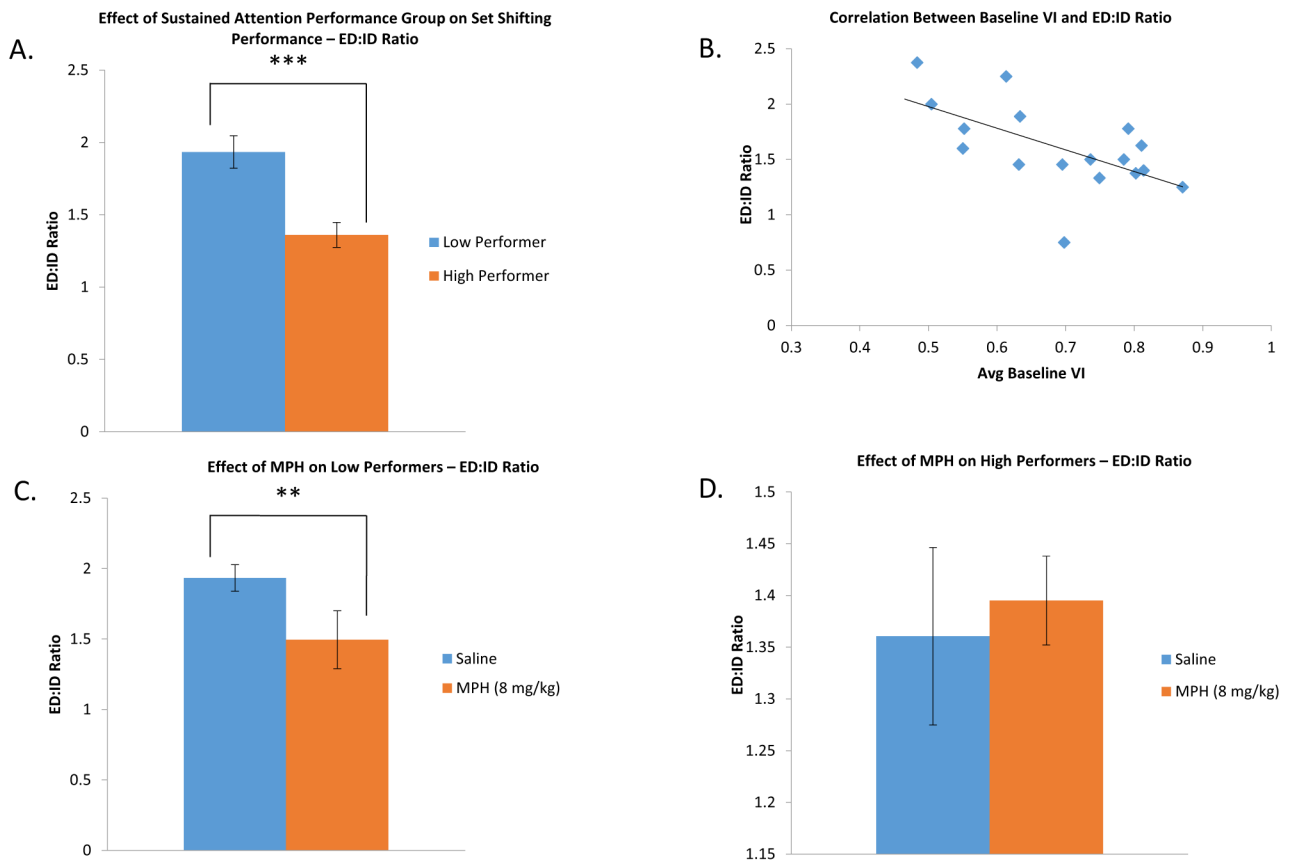 A.
Effect of Sustained Attention Performance Group on Set Shifting
Performance – ED:ID Ratio
***
2.5
2
1.5
1
0.5
0
ED:ID Ratio
Low Performer
High Performer
B.
Correlation Between Baseline VI and ED:ID Ratio
2.5
2
1.5
1
0.5
0
ED:ID Ratio
0.3 0.4 0.5 0.6 0.7 0.8 0.9 1
Avg Baseline VI
C.
Effect of MPH on Low Performers – ED:ID Ratio
**
2.5
2
1.5
1
0.5
0
ED:ID Ratio
Saline
MPH (8 mg/kg)
D.
Effect of MPH on High Performers – ED:ID Ratio
1.5
1.45
1.4
1.35
1.3
1.25
1.2
1.15
ED:ID Ratio
Saline
MPH (8 mg/kg)